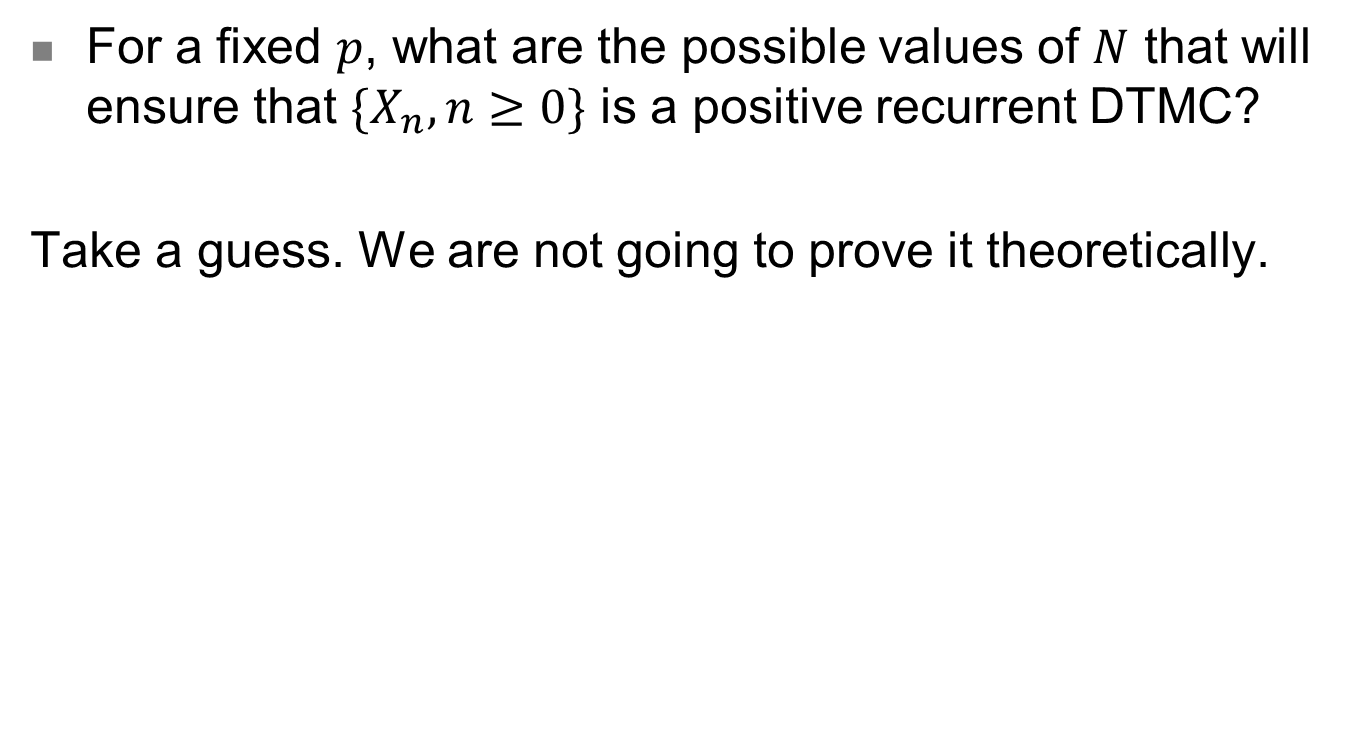 ▪ For a fixed p, what are the possible values of N that will
ensure that {Xn, n ≥ 0} is a positive recurrent DTMC?
Take a guess. We are not going to prove it theoretically.